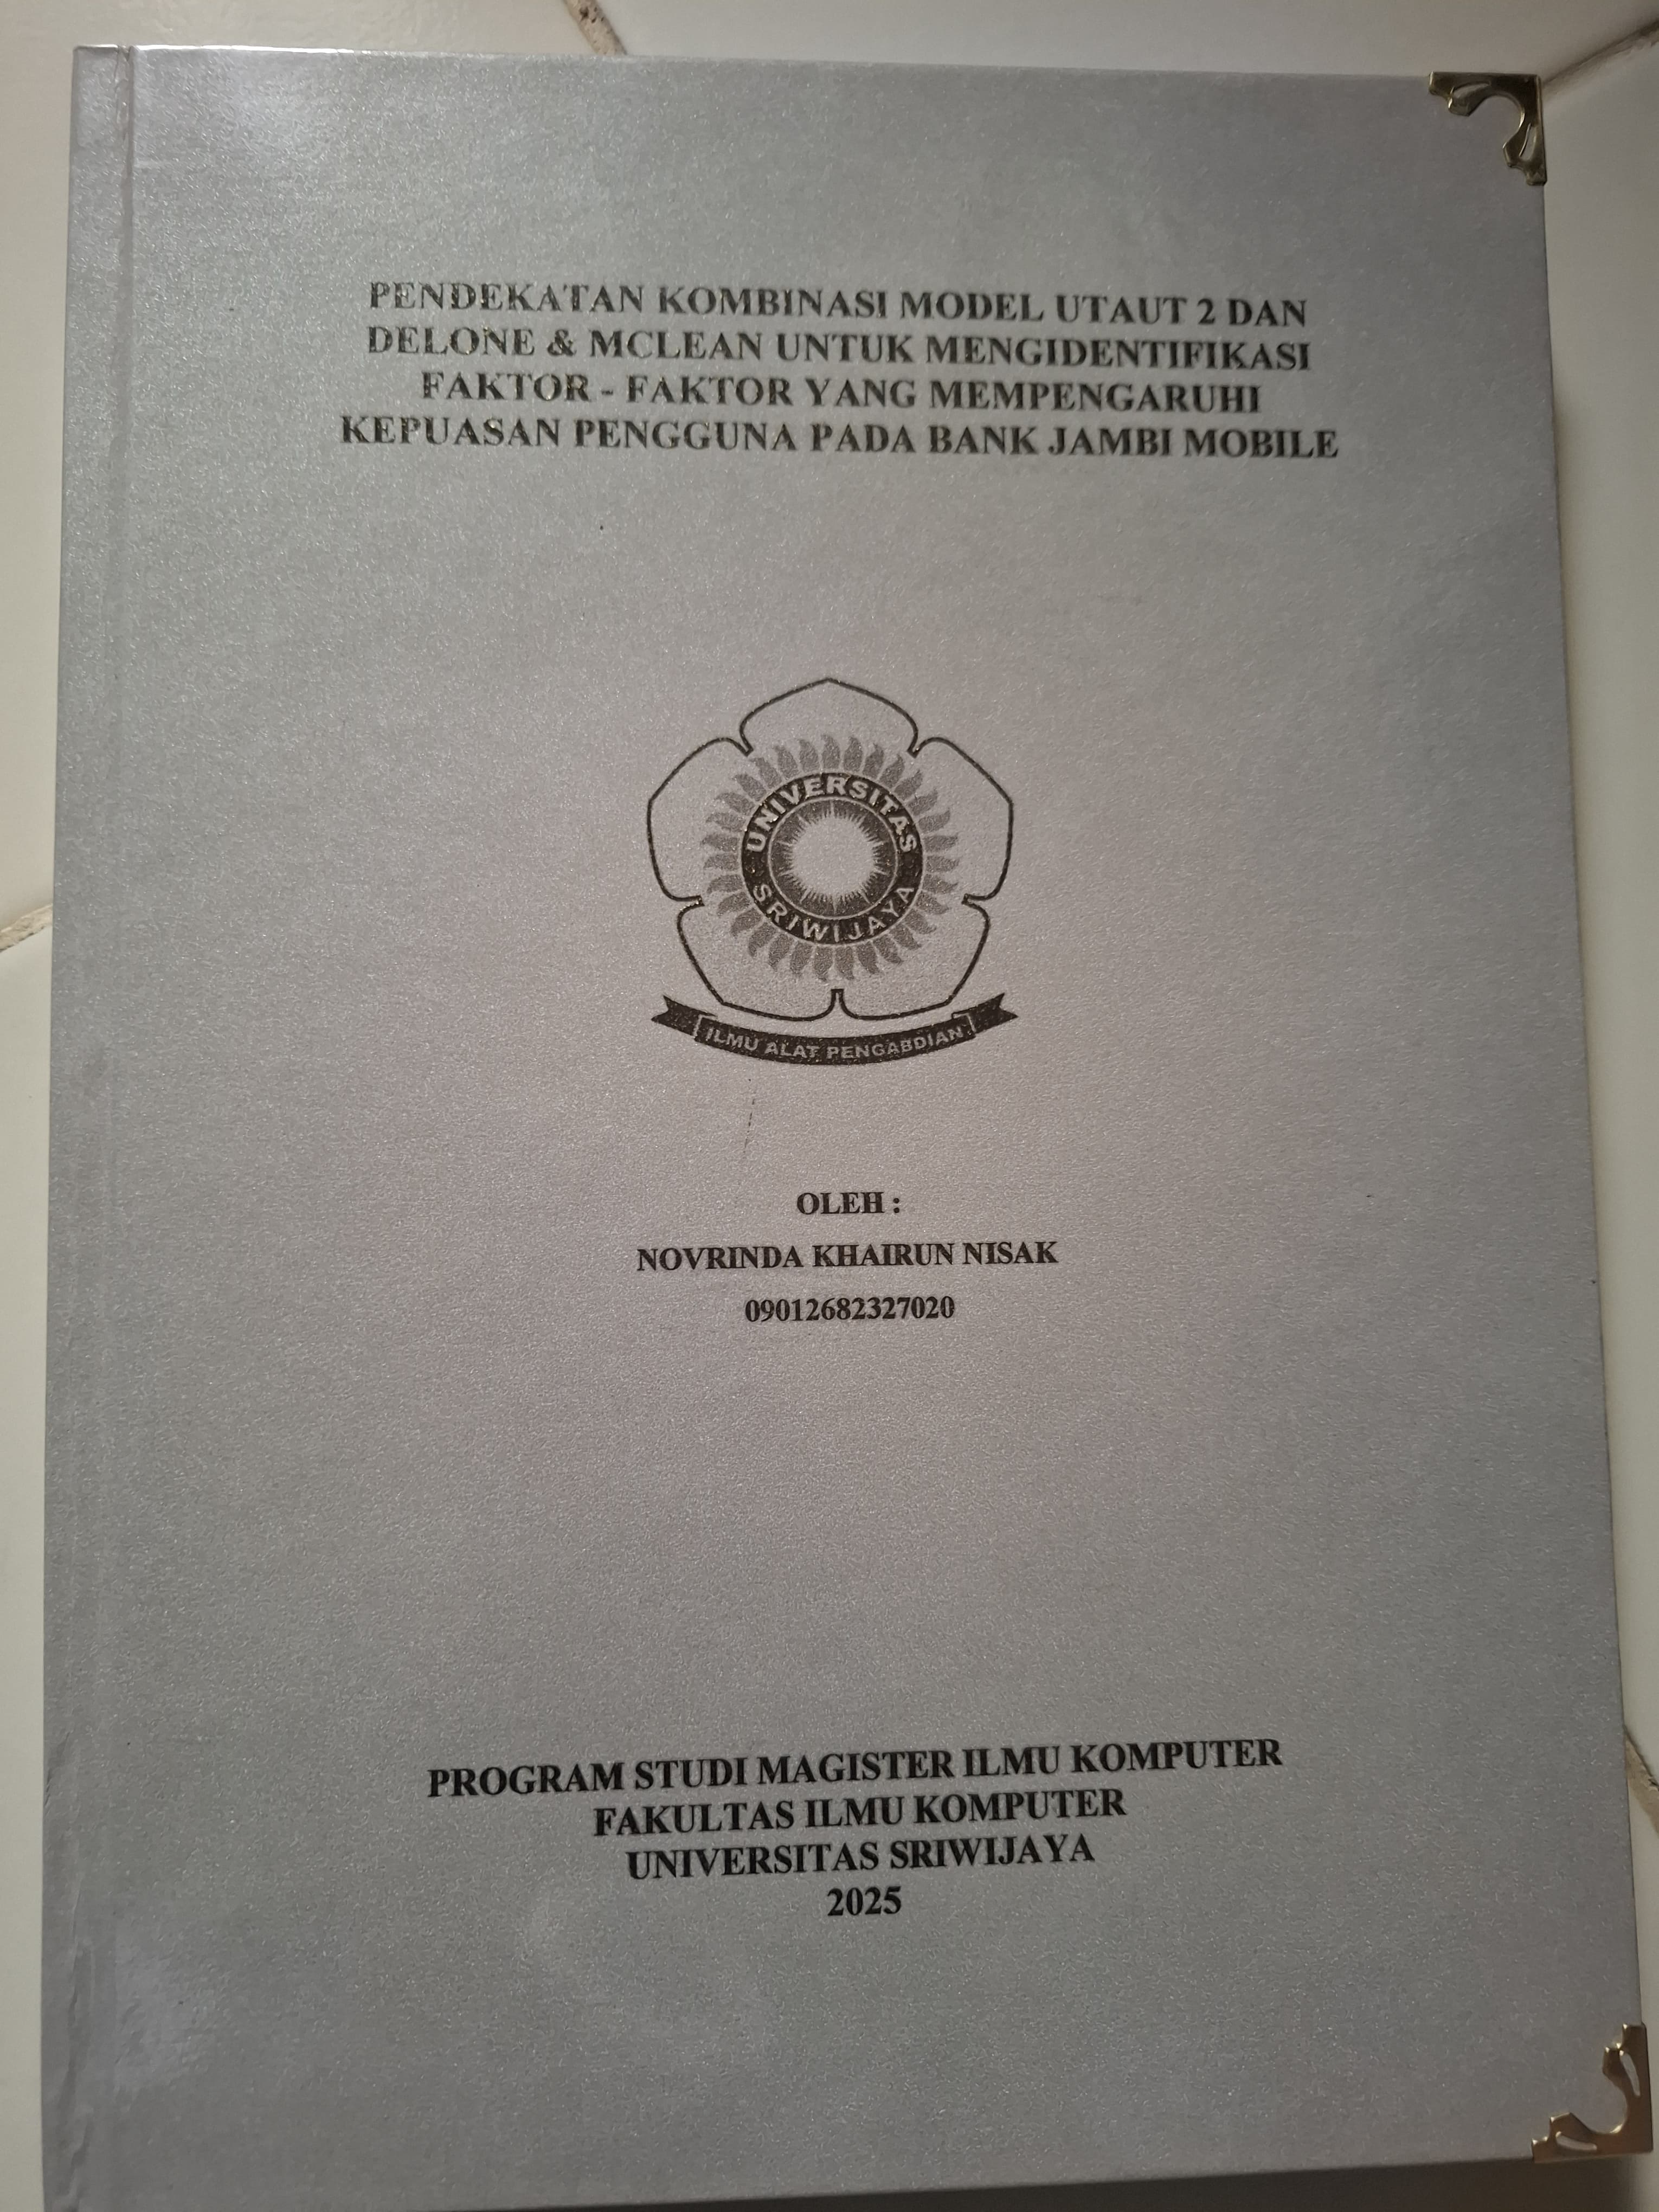 PENDEKATAN KOMBINASI MODEL UTAUT 2 DAN
DELONE & MCLEAN UNTUK MENGIDENTIFIKASI
FAKTOR - FAKTOR YANG MEMPENGARUHI
KEPUASAN PENGGUNA PADA BANK JAMBI MOBILE
UNIVERSITAS
SRIWIJAYA
ILMU ALAT PENGABDIAN
OLEH :
NOVRINDA KHAIRUN NISAK
09012682327020
PROGRAM STUDI MAGISTER ILMU KOMPUTER
FAKULTAS ILMU KOMPUTER
UNIVERSITAS SRIWIJAYA
2025